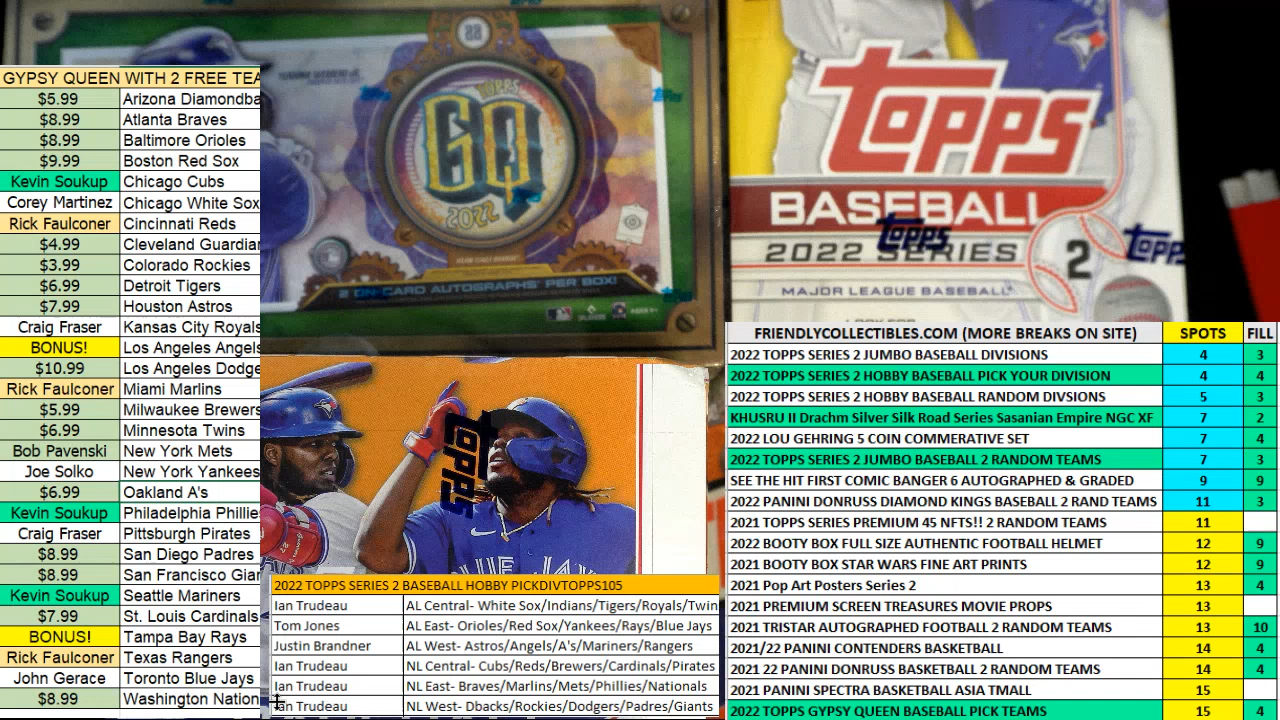 GYPSY QUEEN WITH 2 FREE TEA
$5.99 Arizona Diamondba
$8.99 Atlanta Braves
$8.99 Baltimore Orioles
$9.99 Boston Red Sox
Kevin Soukup Chicago Cubs
Corey Martinez Chicago White Sox
Rick Faulconer Cincinnati Reds
$4.99 Cleveland Guardian
$3.99 Colorado Rockies
$6.99 Detroit Tigers
$7.99 Houston Astros
Craig Fraser Kansas City Royals
BONUS! Los Angeles Angels
$10.99 Los Angeles Dodge
Rick Faulconer Miami Marlins
$5.99 Milwaukee Brewers
$6.99 Minnesota Twins
Bob Pavenski New York Mets
Joe Solko New York Yankees
$6.99 Oakland A's
Kevin Soukup Philadelphia Phillie
Craig Fraser Pittsburgh Pirates
$8.99 San Diego Padres
$8.99 San Francisco Gian
Kevin Soukup Seattle Mariners
$7.99 St. Louis Cardinals
BONUS! Tampa Bay Rays
Rick Faulconer Texas Rangers
John Gerace Toronto Blue Jays
$8.99 Washington Nation
TOPPS
GQ
2022
2 ON-CARD AUTOGRAPHS PER BOX!
TOPPS
BASEBALL
2022 SERIES 2
TOPPS
TOPPS
MAJOR LEAGUE BASEBALL
TOPPS
2022 TOPPS SERIES 2 BASEBALL HOBBY PICKDIVTOPPS105
Ian Trudeau AL Central- White Sox/Indians/Tigers/Royals/Twin
Tom Jones AL East- Orioles/Red Sox/Yankees/Rays/Blue Jays
Justin Brandner AL West- Astros/Angels/A's/Mariners/Rangers
Ian Trudeau NL Central- Cubs/Reds/Brewers/Cardinals/Pirates
Ian Trudeau NL East- Braves/Marlins/Mets/Phillies/Nationals
Ian Trudeau NL West- Dbacks/Rockies/Dodgers/Padres/Giants
FRIENDLYCOLLECTIBLES.COM (MORE BREAKS ON SITE) SPOTS FILL
2022 TOPPS SERIES 2 JUMBO BASEBALL DIVISIONS 4 3
2022 TOPPS SERIES 2 HOBBY BASEBALL PICK YOUR DIVISION 4 4
2022 TOPPS SERIES 2 HOBBY BASEBALL RANDOM DIVSIONS 5 3
KHUSRU II Drachm Silver Silk Road Series Sasanian Empire NGC XF 7 2
2022 LOU GEHRING 5 COIN COMMERATIVE SET 7 4
2022 TOPPS SERIES 2 JUMBO BASEBALL 2 RANDOM TEAMS 7 3
SEE THE HIT FIRST COMIC BANGER 6 AUTOGRAPHED & GRADED 9 9
2022 PANINI DONRUSS DIAMOND KINGS BASEBALL 2 RAND TEAMS 11 3
2021 TOPPS SERIES PREMIUM 45 NFTS!! 2 RANDOM TEAMS 11
2022 BOOTY BOX FULL SIZE AUTHENTIC FOOTBALL HELMET 12 9
2021 BOOTY BOX STAR WARS FINE ART PRINTS 12 9
2021 Pop Art Posters Series 2 13 4
2021 PREMIUM SCREEN TREASURES MOVIE PROPS 13
2021 TRISTAR AUTOGRAPHED FOOTBALL 2 RANDOM TEAMS 13 10
2021/22 PANINI CONTENDERS BASKETBALL 14 4
2021 22 PANINI DONRUSS BASKETBALL 2 RANDOM TEAMS 14 4
2021 PANINI SPECTRA BASKETBALL ASIA TMALL 15
2022 TOPPS GYPSY QUEEN BASEBALL PICK TEAMS 15 4